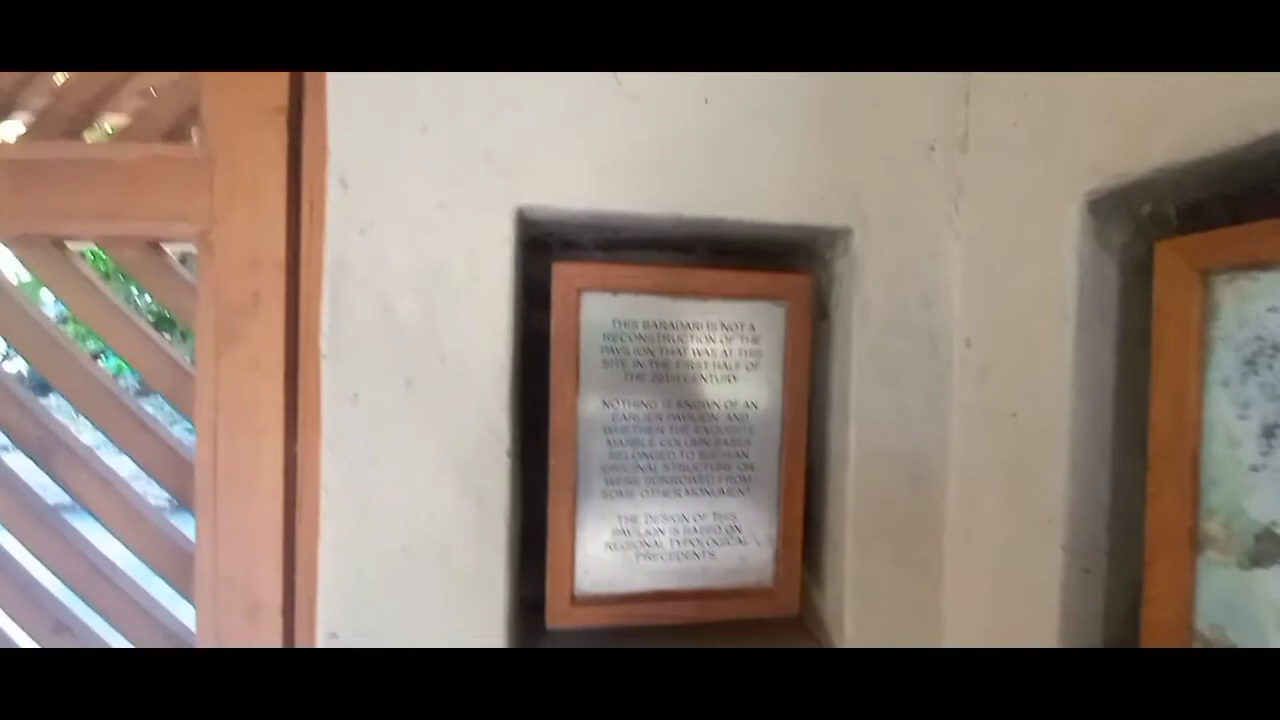 THIS BARADARI IS NOT A
RECONSTRUCTION OF THE
PAVILION THAT WAS AT THIS
SITE IN THE FIRST HALF OF
THE 20TH CENTURY
NOTHING IS KNOWN OF AN
EARLIER PAVILION AND
WHETHER THE EXQUISITE
MARBLE COLUMN BASES
BELONGED TO SUCH AN
ORIGINAL STRUCTURE OR
WERE BORROWED FROM
SOME OTHER MONUMENT.
THE DESIGN OF THIS
PAVILION IS BASED ON
REGIONAL TYPOLOGICAL
PRECEDENTS.